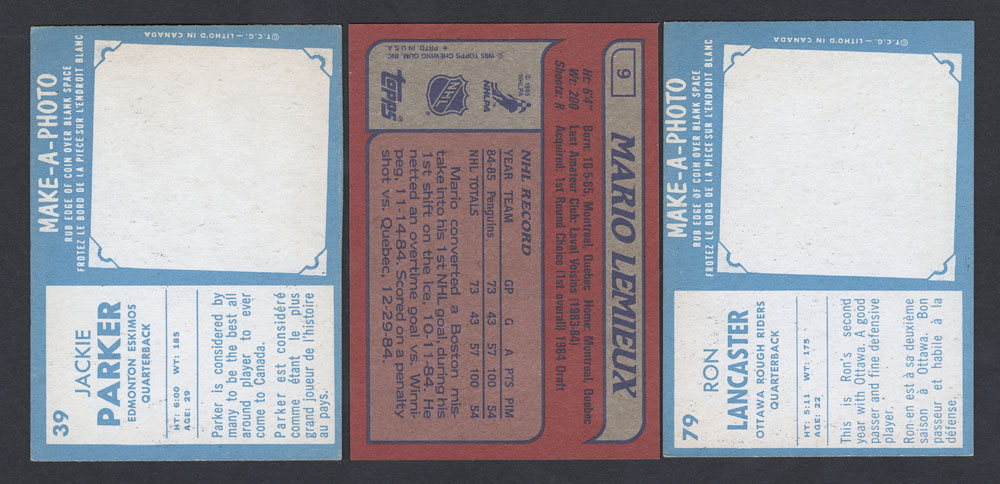 39
JACKIE
PARKER
EDMONTON ESKIMOS
QUARTERBACK
HT: 6:00 WT: 185
AGE: 29
Parker is considered by
many to be the best all
around player to ever
come to Canada.
Parker est considéré
comme étant le plus
grand joueur de l'histoire
au pays.
MAKE-A-PHOTO
RUB EDGE OF COIN OVER BLANK SPACE
FROTEZ LE BORD DE LA PIECE SUR L'ENDROIT BLANC
©T.C.G.-LITHO'D IN CANADA
9
MARIO LEMIEUX
Ht: 6'4" Born: 10-5-65, Montreal, Quebec Home: Montreal, Quebec
Wt: 200 Last Amateur Club: Laval Voisins (1983-84)
Shoots: R Acquired: 1st Round Choice (1st overall) 1984 Draft
NHL RECORD
YEAR TEAM GP G A PTS PIM
84-85 Penguins 73 43 57 100 54
NHL TOTALS 73 43 57 100 54
Mario converted a Boston mis-
take into his 1st NHL goal, during his
1st shift on the ice, 10-11-84. He
netted an overtime goal vs. Winni-
peg, 11-14-84. Scored on a penalty
shot vs. Quebec, 12-29-84.
© 1985
NHLPA
NHLPA
NHL
topps
© 1985 TOPPS CHEWING GUM, INC.
* PRTD. IN U.S.A.
79
RON
LANCASTER
OTTAWA ROUGH RIDERS
QUARTERBACK
HT: 5:11 WT: 175
AGE: 22
This is Ron's second
year with Ottawa. A good
passer and fine defensive
player.
Ron-en est à sa deuxième
saison à Ottawa. Bon
passeur et habile à la
défense.
MAKE-A-PHOTO
RUB EDGE OF COIN OVER BLANK SPACE
FROTEZ LE BORD DE LA PIECE SUR L'ENDROIT BLANC
©T.C.G.-LITHO'D IN CANADA